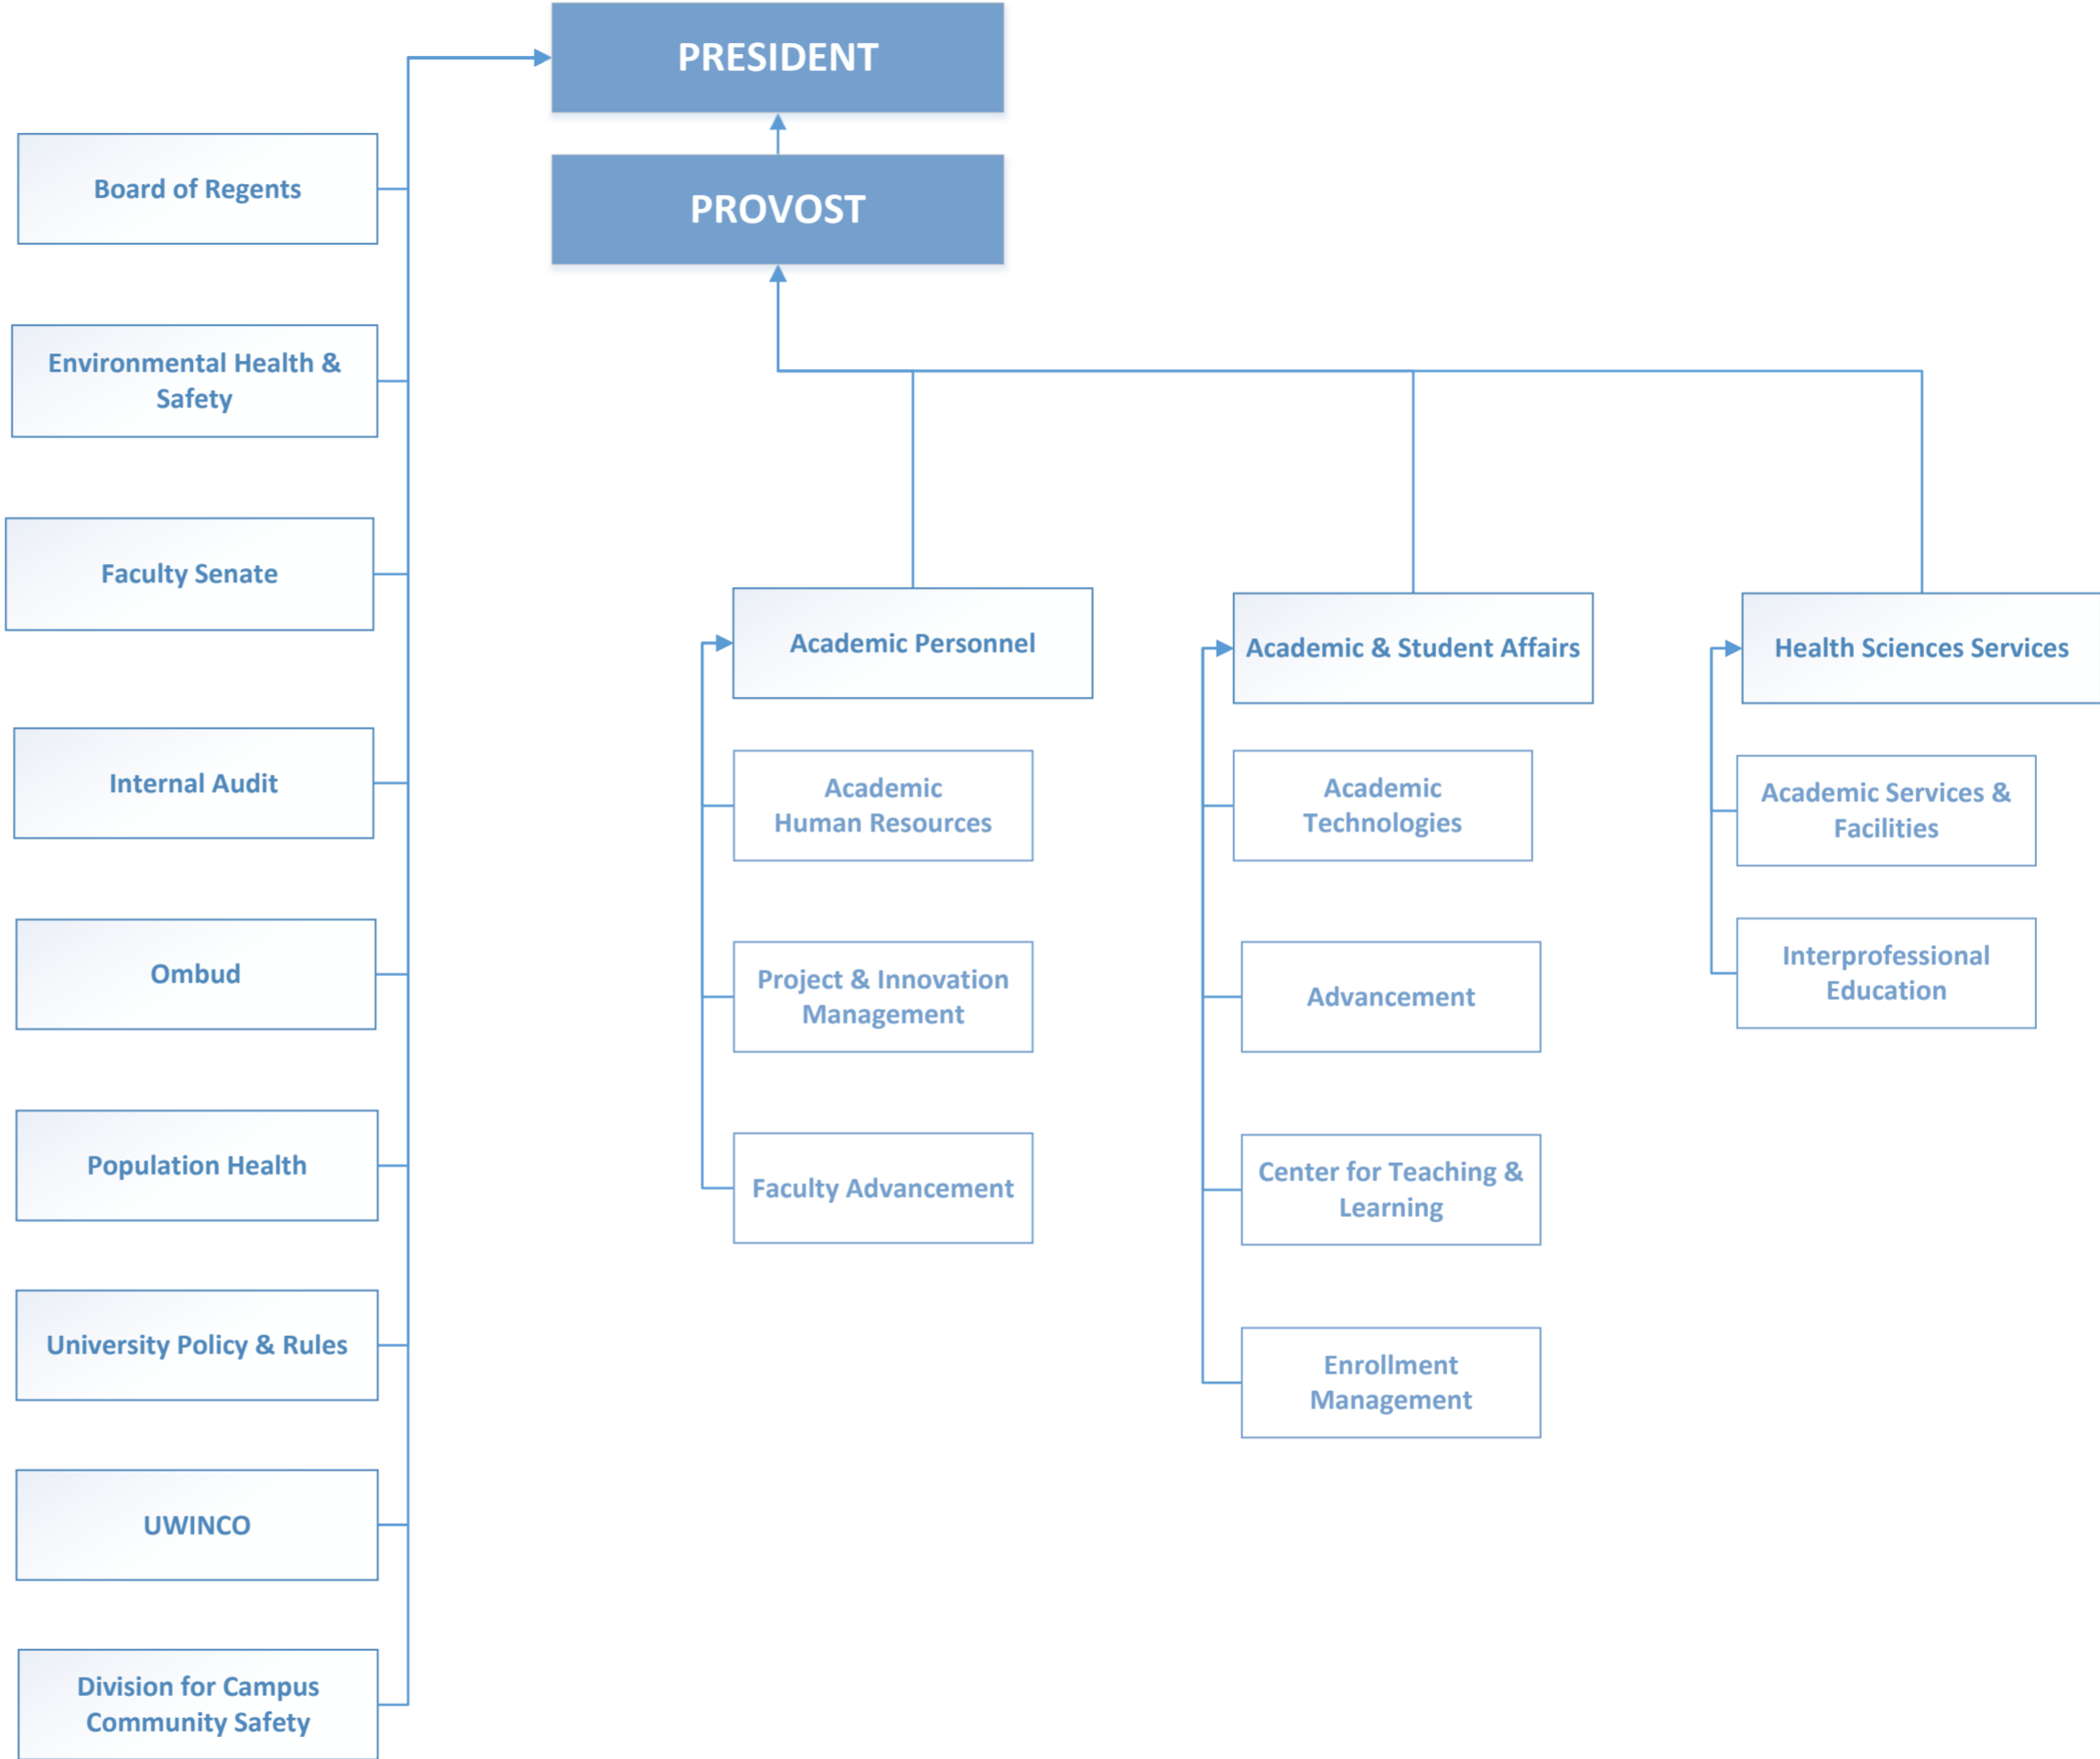 PRESIDENT
PROVOST
Board of Regents
Environmental Health &
Safety
Faculty Senate
Internal Audit
Ombud
Population Health
University Policy & Rules
UWINCO
Division for Campus
Community Safety
Academic Personnel
Academic
Human Resources
Project & Innovation
Management
Faculty Advancement
Academic & Student Affairs
Academic
Technologies
Advancement
Center for Teaching &
Learning
Enrollment
Management
Health Sciences Services
Academic Services &
Facilities
Interprofessional
Education